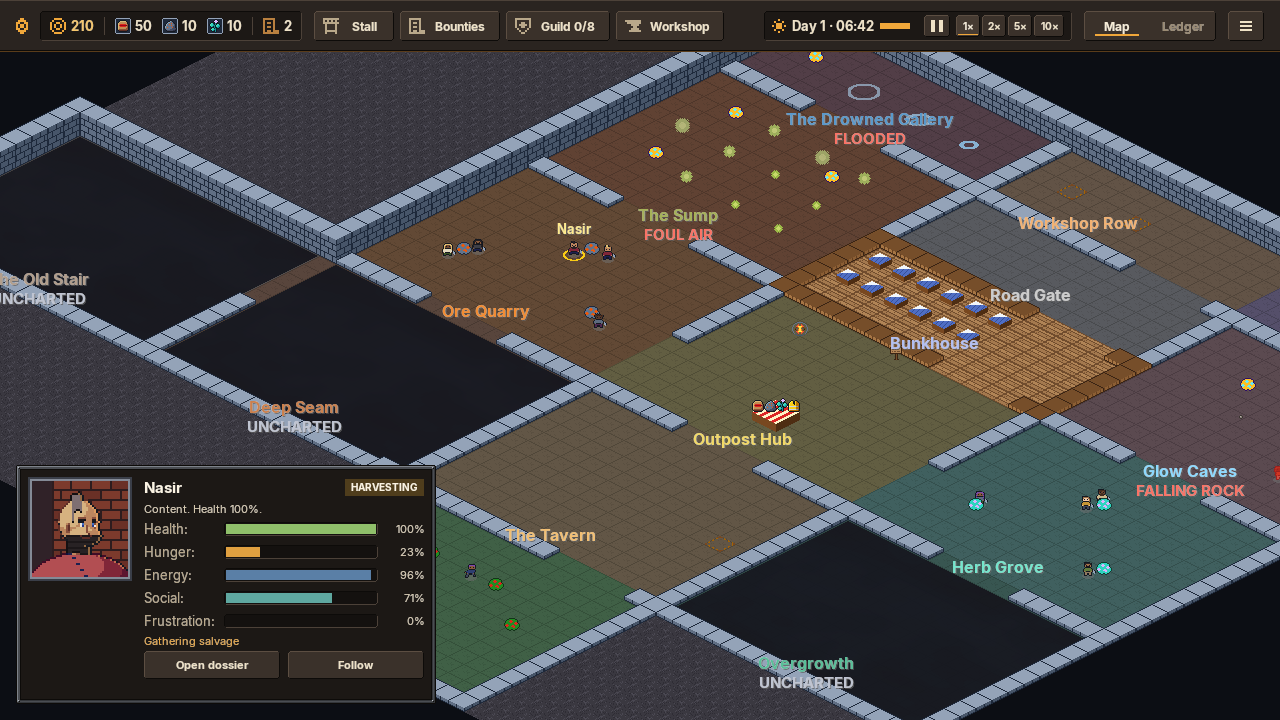 210
50
10
10
2
Stall
Bounties
Guild 0/8
Workshop
Day 1 · 06:42
1×
2×
5×
10×
Map
Ledger
The Drowned Gallery
FLOODED
The Sump
FOUL AIR
Nasir
Workshop Row
UNCHARTED
Old Stair
Ore Quarry
Road Gate
Bunkhouse
Deep Seam
UNCHARTED
Outpost Hub
Glow Caves
FALLING ROCK
The Tavern
Herb Grove
Overgrowth
UNCHARTED
Nasir
HARVESTING
Content. Health 100%.
Health: 100%
Hunger: 23%
Energy: 96%
Social: 71%
Frustration: 0%
Gathering salvage
Open dossier
Follow